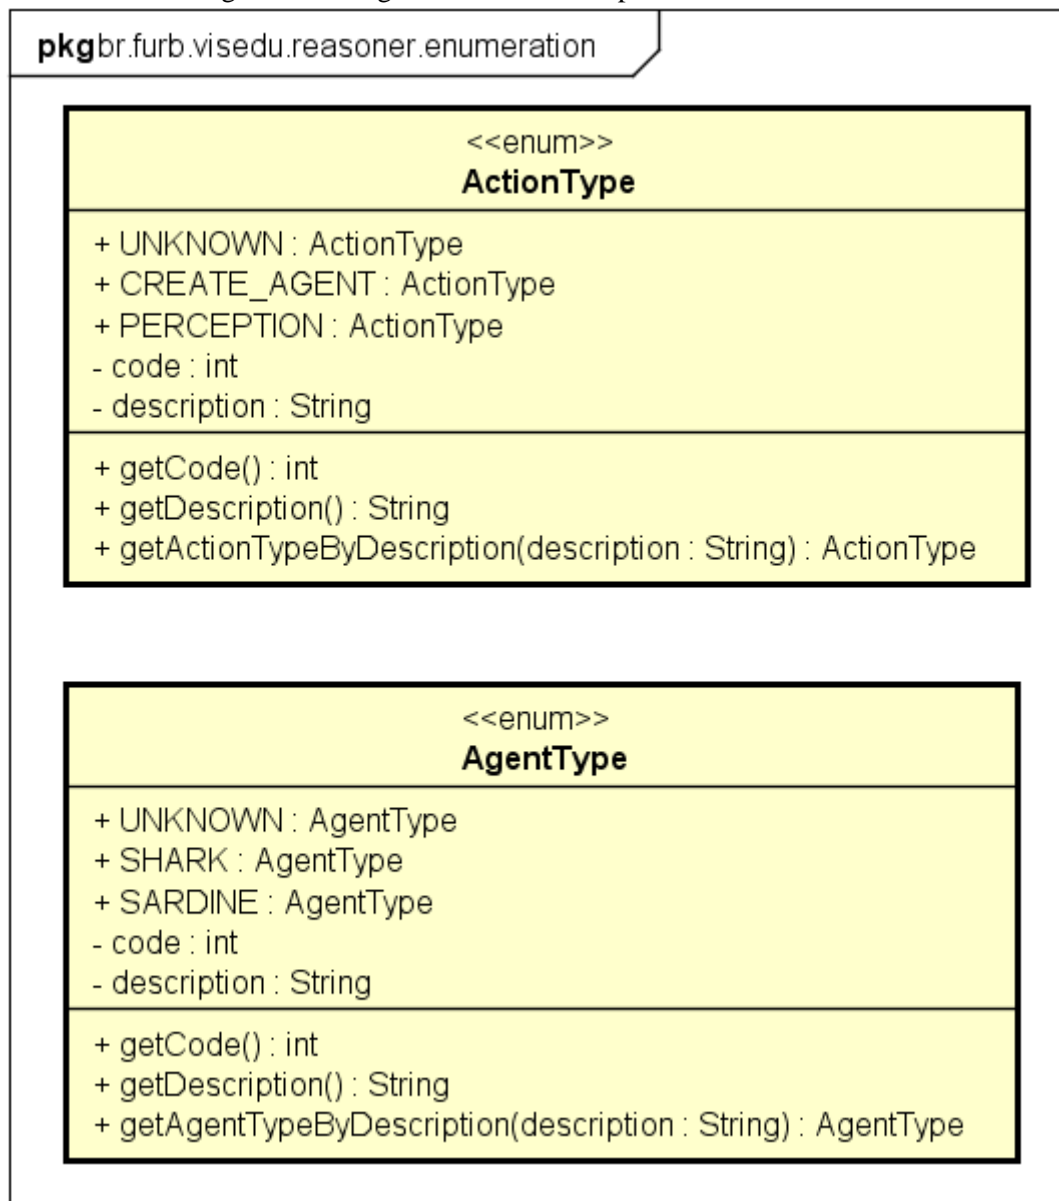 pkgbr.furb.visedu.reasoner.enumeration
<<enum>>
ActionType
+ UNKNOWN : ActionType
+ CREATE_AGENT : ActionType
+ PERCEPTION : ActionType
- code : int
- description : String
+ getCode() : int
+ getDescription() : String
+ getActionTypeByDescription(description : String) : ActionType
<<enum>>
AgentType
+ UNKNOWN : AgentType
+ SHARK : AgentType
+ SARDINE : AgentType
- code : int
- description : String
+ getCode() : int
+ getDescription() : String
+ getAgentTypeByDescription(description : String) : AgentType